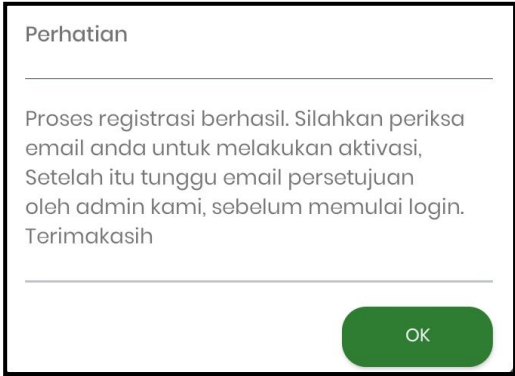 Perhatian
Proses registrasi berhasil. Silahkan periksa
email anda untuk melakukan aktivasi,
Setelah itu tunggu email persetujuan
oleh admin kami, sebelum memulai login.
Terimakasih
OK